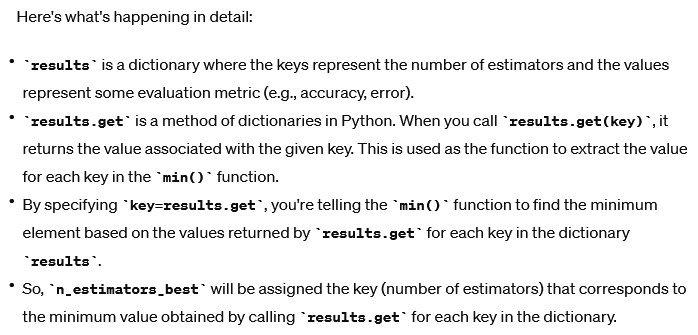 Here's what's happening in detail:
• `results` is a dictionary where the keys represent the number of estimators and the values
represent some evaluation metric (e.g., accuracy, error).
• `results.get` is a method of dictionaries in Python. When you call `results.get(key)`, it
returns the value associated with the given key. This is used as the function to extract the value
for each key in the `min()` function.
• By specifying `key=results.get`, you're telling the `min()` function to find the minimum
element based on the values returned by `results.get` for each key in the dictionary
`results`.
• So, `n_estimators_best` will be assigned the key (number of estimators) that corresponds to
the minimum value obtained by calling `results.get` for each key in the dictionary.